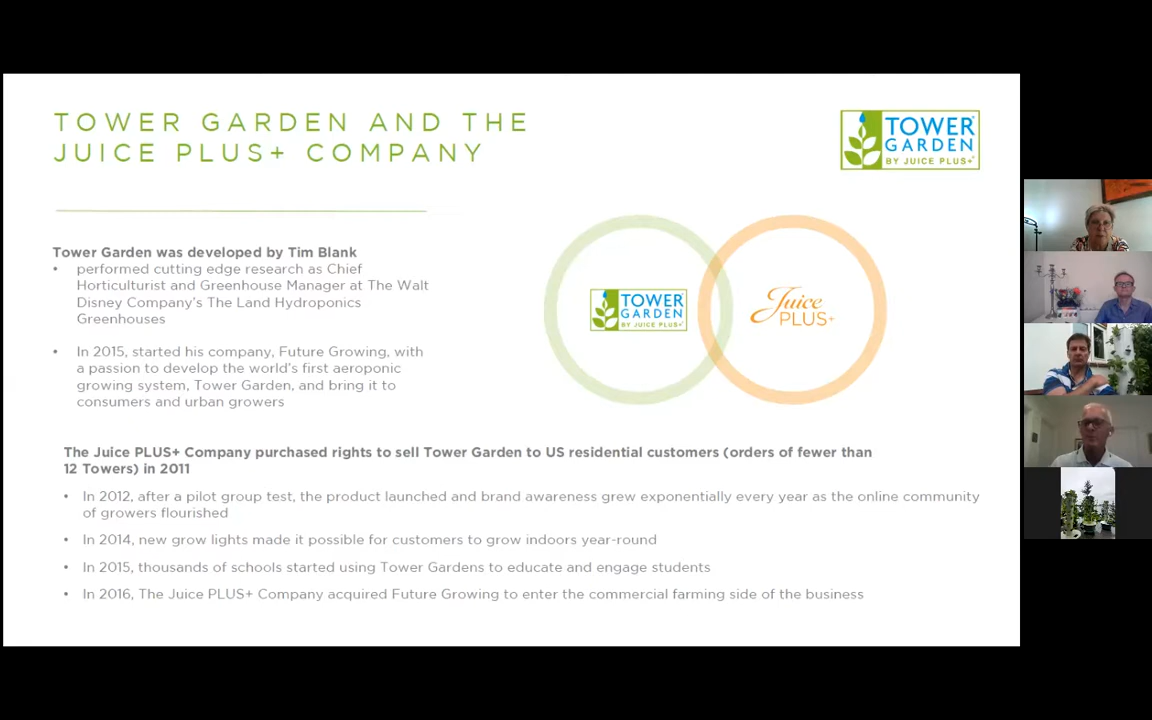 TOWER GARDEN AND THE
JUICE PLUS+ COMPANY
TOWER
GARDEN
BY JUICE PLUS+
Tower Garden was developed by Tim Blank
• performed cutting edge research as Chief
Horticulturist and Greenhouse Manager at The Walt
Disney Company's The Land Hydroponics
Greenhouses
• In 2015, started his company, Future Growing, with
a passion to develop the world's first aeroponic
growing system, Tower Garden, and bring it to
consumers and urban growers
TOWER
GARDEN
BY JUICE PLUS+
Juice
PLUS+
The Juice PLUS+ Company purchased rights to sell Tower Garden to US residential customers (orders of fewer than
12 Towers) in 2011
• In 2012, after a pilot group test, the product launched and brand awareness grew exponentially every year as the online community
of growers flourished
• In 2014, new grow lights made it possible for customers to grow indoors year-round
• In 2015, thousands of schools started using Tower Gardens to educate and engage students
• In 2016, The Juice PLUS+ Company acquired Future Growing to enter the commercial farming side of the business